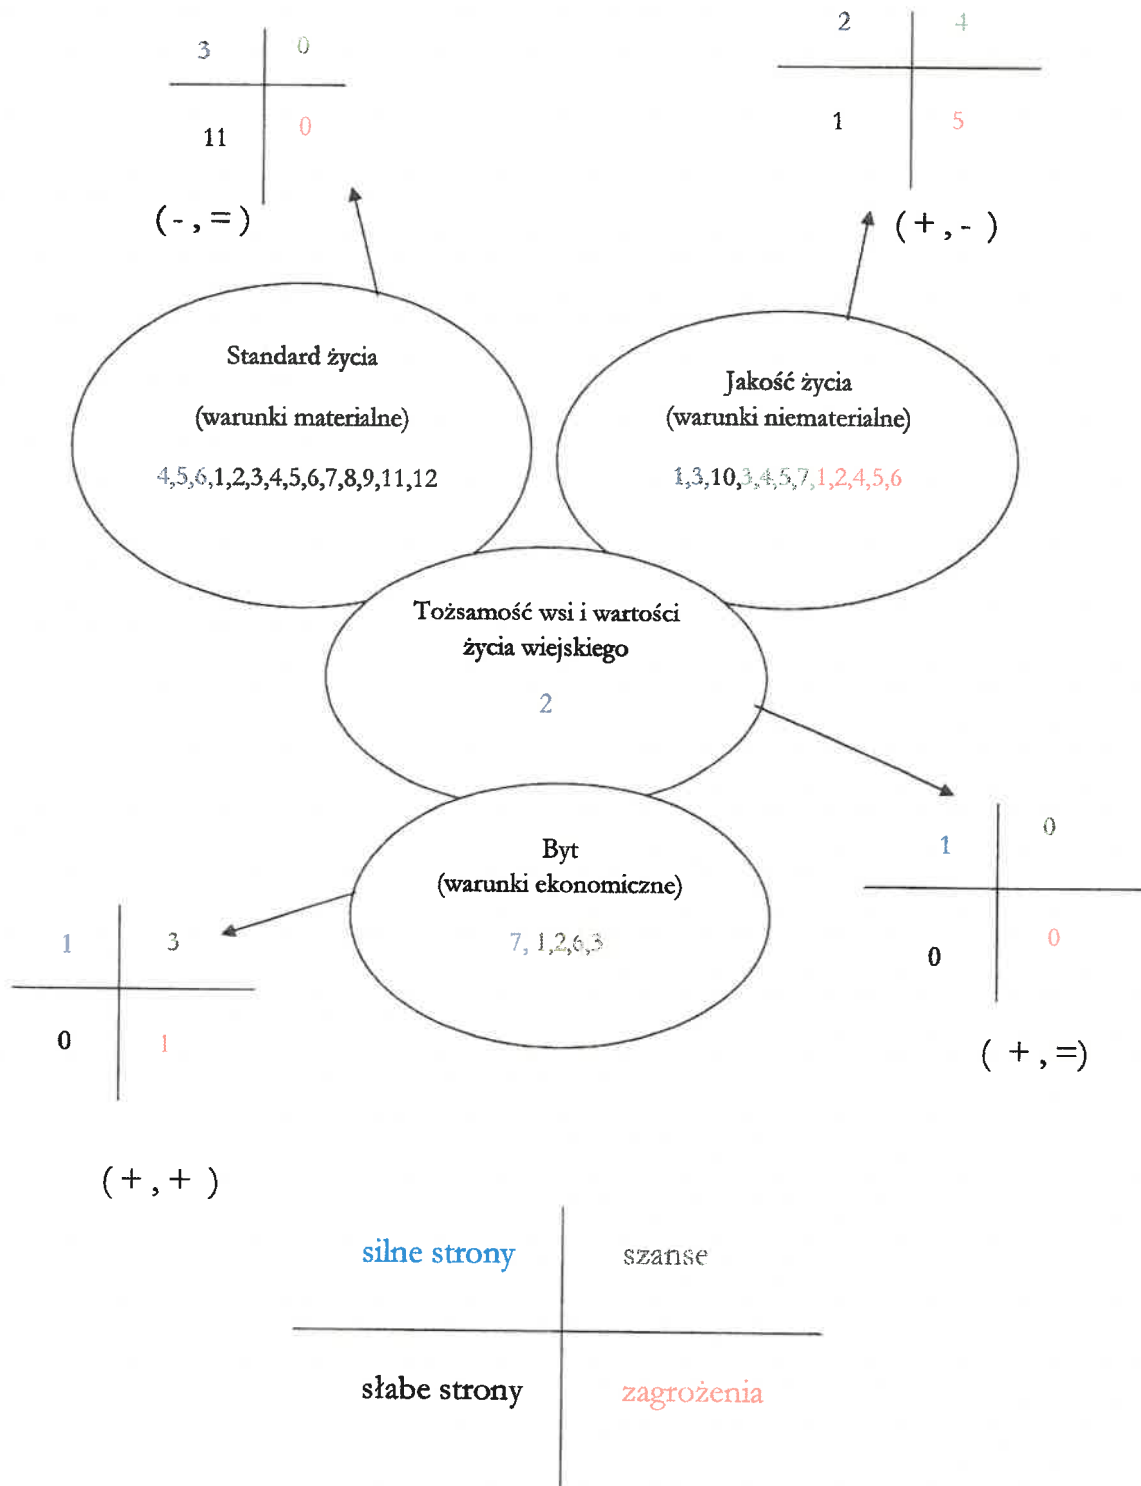 3 0
11 0
(-,=)
2 4
1 5
(+,-)
Standard życia
(warunki materialne)
4,5,6,1,2,3,4,5,6,7,8,9,11,12
Jakość życia
(warunki niematerialne)
1,3,10,3,4,5,7,1,2,4,5,6
Tożsamość wsi i wartości
życia wiejskiego
2
1 0
0 0
( +,=)
Byt
(warunki ekonomiczne)
7, 1,2,6,3
1 3
0 1
(+,+ )
silne strony szanse
słabe strony zagrożenia